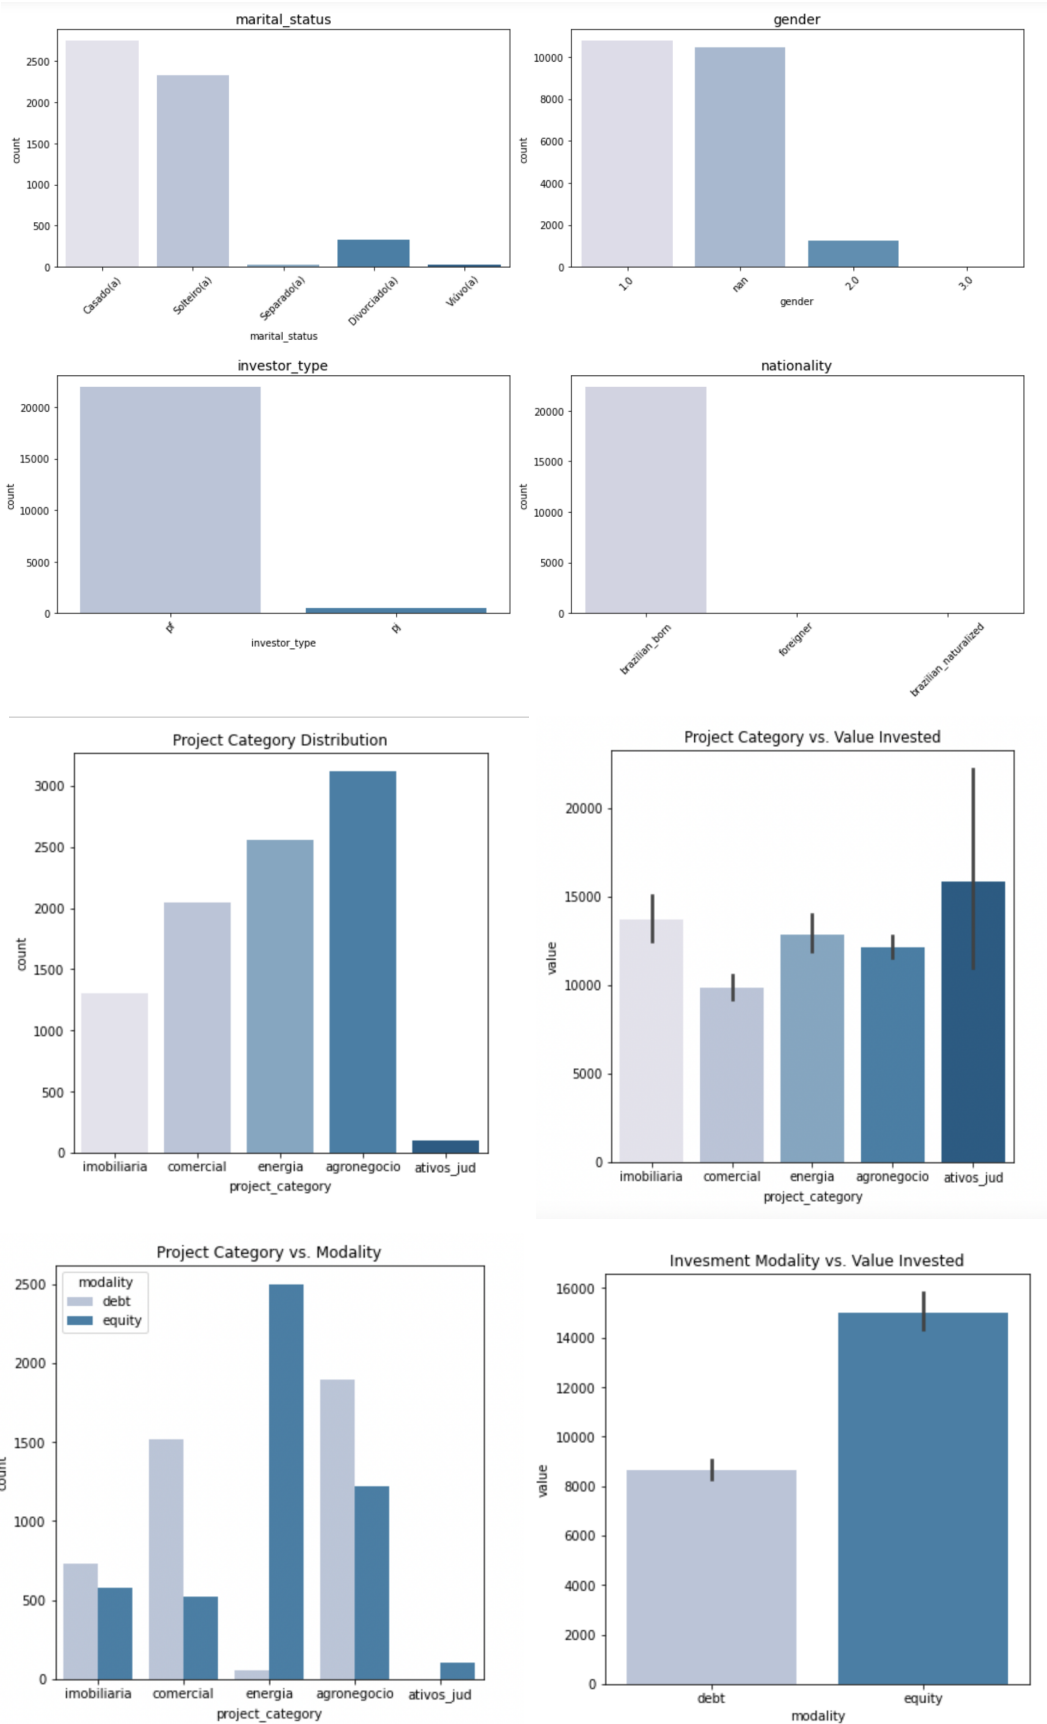 marital_status
2500
2000
1500
1000
500
0
count
Casado(a)
Solteiro(a)
Separado(a)
Divorciado(a)
Viúvo(a)
marital_status
gender
10000
8000
6000
4000
2000
0
count
1.0
nan
2.0
3.0
gender
investor_type
20000
15000
10000
5000
0
count
pf
pj
investor_type
nationality
20000
15000
10000
5000
0
count
brazilian_born
foreigner
brazilian_naturalized
Project Category Distribution
3000
2500
2000
1500
1000
500
0
count
imobiliaria
comercial
energia
agronegocio
ativos_jud
project_category
Project Category vs. Value Invested
20000
15000
10000
5000
0
value
imobiliaria
comercial
energia
agronegocio
ativos_jud
project_category
Project Category vs. Modality
modality
debt
equity
2500
2000
1500
1000
500
0
count
imobiliaria
comercial
energia
agronegocio
ativos_jud
project_category
Invesment Modality vs. Value Invested
16000
14000
12000
10000
8000
6000
4000
2000
0
value
debt
equity
modality